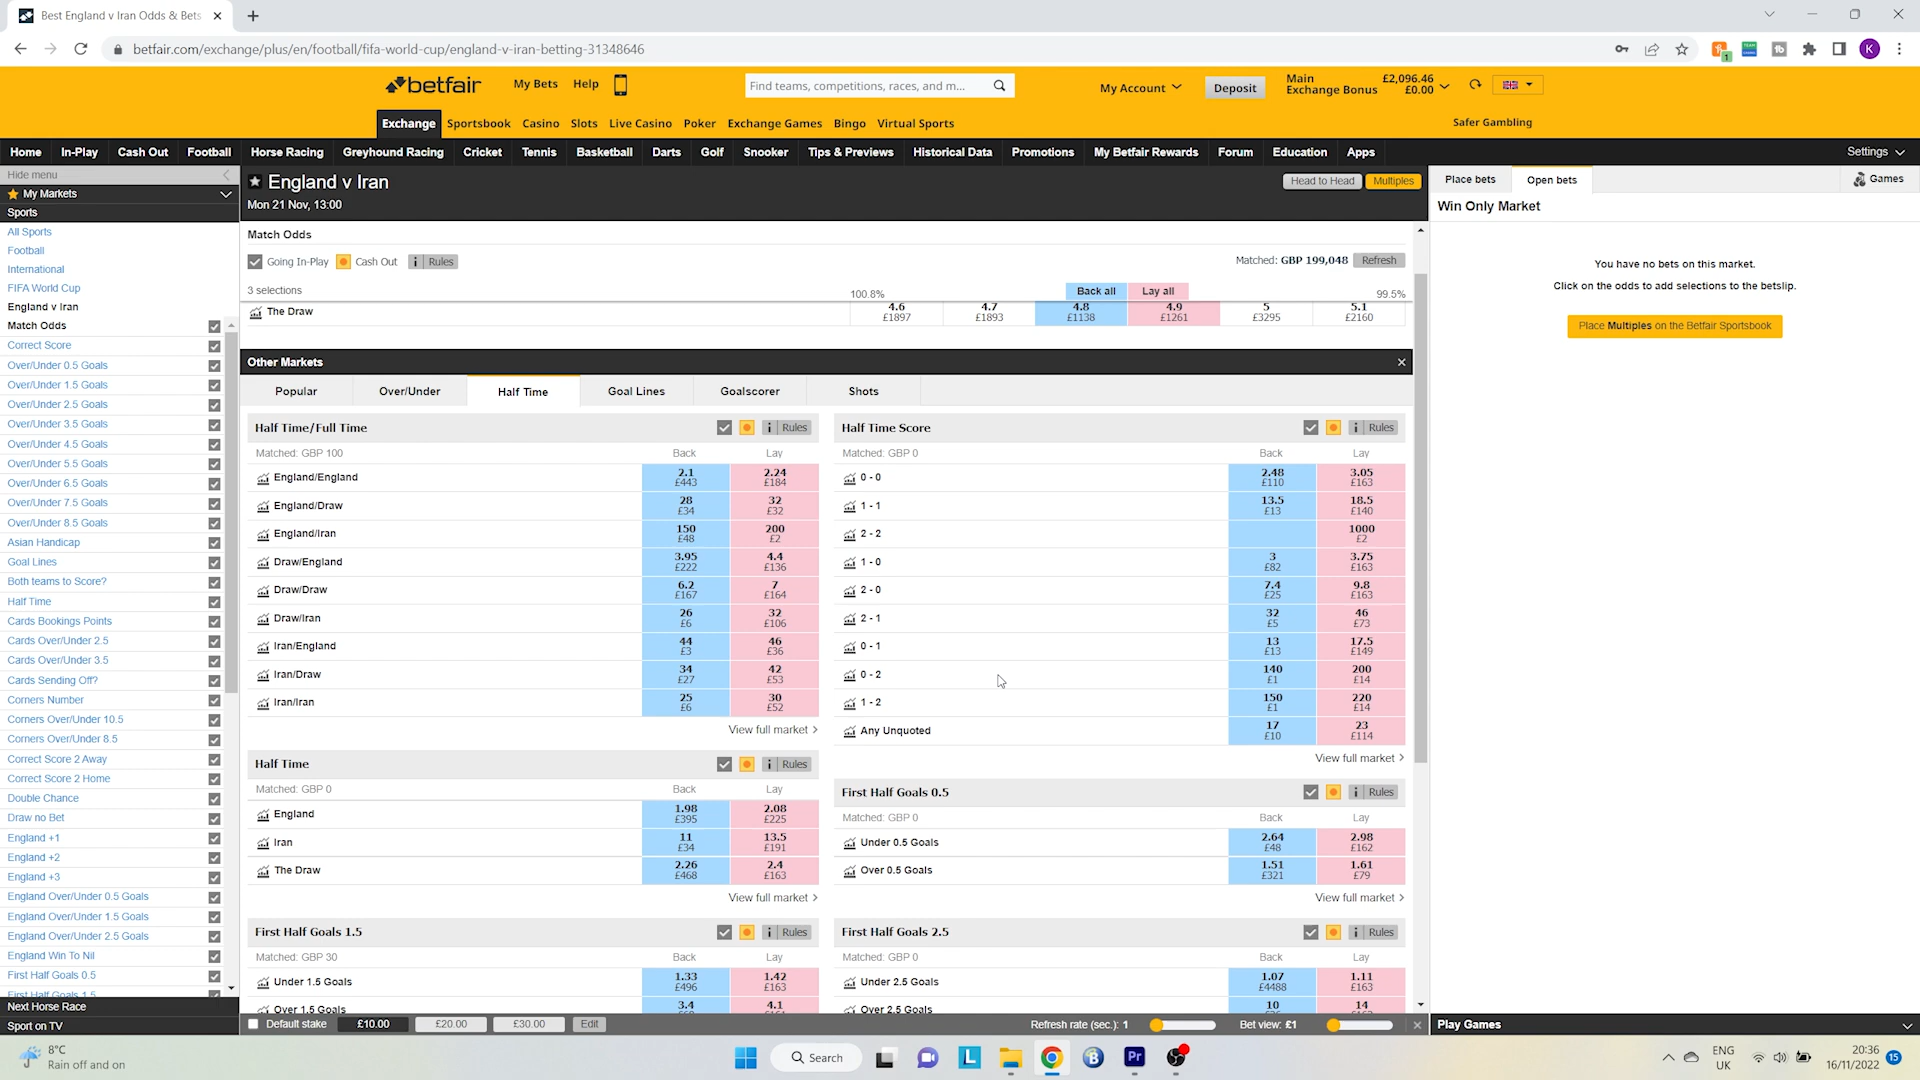 Best England v Iran Odds & Bets
betfair.com/exchange/plus/en/football/fifa-world-cup/england-v-iran-betting-31348646
K
betfair My Bets Help Find teams, competitions, races, and m... My Account Deposit Main £2,096.46
Exchange Bonus £0.00
Exchange Sportsbook Casino Slots Live Casino Poker Exchange Games Bingo Virtual Sports Safer Gambling
Home In-Play Cash Out Football Horse Racing Greyhound Racing Cricket Tennis Basketball Darts Golf Snooker Tips & Previews Historical Data Promotions My Betfair Rewards Forum Education Apps Settings
Hide menu
My Markets
Sports
All Sports
Football
International
FIFA World Cup
England v Iran
Match Odds
Correct Score
Over/Under 0.5 Goals
Over/Under 1.5 Goals
Over/Under 2.5 Goals
Over/Under 3.5 Goals
Over/Under 4.5 Goals
Over/Under 5.5 Goals
Over/Under 6.5 Goals
Over/Under 7.5 Goals
Over/Under 8.5 Goals
Asian Handicap
Goal Lines
Both teams to Score?
Half Time
Cards Bookings Points
Cards Over/Under 2.5
Cards Over/Under 3.5
Cards Sending Off?
Corners Number
Corners Over/Under 10.5
Corners Over/Under 8.5
Correct Score 2 Away
Correct Score 2 Home
Double Chance
Draw no Bet
England +1
England +2
England +3
England Over/Under 0.5 Goals
England Over/Under 1.5 Goals
England Over/Under 2.5 Goals
England Win To Nil
First Half Goals 0.5
First Half Goals 1.5
Next Horse Race
Sport on TV
England v Iran Head to Head Multiples
Mon 21 Nov, 13:00
Match Odds
Going In-Play Cash Out i Rules Matched: GBP 199,048 Refresh
3 selections 100.8% Back all Lay all 99.5%
The Draw 4.6 4.7 4.8 4.9 5 5.1
£1897 £1893 £1138 £1261 £3295 £2160
Other Markets
Popular Over/Under Half Time Goal Lines Goalscorer Shots
Half Time/Full Time i Rules
Matched: GBP 100 Back Lay
England/England 2.1 £443 2.24 £184
England/Draw 28 £34 32 £32
England/Iran 150 £48 200 £2
Draw/England 3.95 £222 4.4 £136
Draw/Draw 6.2 £167 7 £164
Draw/Iran 26 £6 32 £106
Iran/England 44 £3 46 £36
Iran/Draw 34 £27 42 £53
Iran/Iran 25 £6 30 £52
View full market
Half Time i Rules
Matched: GBP 0 Back Lay
England 1.98 £395 2.08 £225
Iran 11 £34 13.5 £191
The Draw 2.26 £468 2.4 £163
View full market
First Half Goals 1.5 i Rules
Matched: GBP 30 Back Lay
Under 1.5 Goals 1.33 £496 1.42 £163
Over 1.5 Goals 3.4 4.1
Half Time Score i Rules
Matched: GBP 0 Back Lay
0 - 0 2.48 £110 3.05 £163
1 - 1 13.5 £13 18.5 £140
2 - 2 1000 £2
1 - 0 3 £82 3.75 £163
2 - 0 7.4 £25 9.8 £163
2 - 1 32 £5 46 £73
0 - 1 13 £13 17.5 £149
0 - 2 140 £1 200 £14
1 - 2 150 £1 220 £14
Any Unquoted 17 £10 23 £114
View full market
First Half Goals 0.5 i Rules
Matched: GBP 0 Back Lay
Under 0.5 Goals 2.64 £48 2.98 £162
Over 0.5 Goals 1.51 £321 1.61 £79
View full market
First Half Goals 2.5 i Rules
Matched: GBP 0 Back Lay
Under 2.5 Goals 1.07 £4488 1.11 £163
Over 2.5 Goals 10 14
Default stake £10.00 £20.00 £30.00 Edit Refresh rate (sec.): 1 Bet view: £1
Place bets Open bets Games
Win Only Market
You have no bets on this market.
Click on the odds to add selections to the betslip.
Place Multiples on the Betfair Sportsbook
Play Games
8°C
Rain off and on
Search
L
B
Pr
ENG
UK
20:36
16/11/2022
15